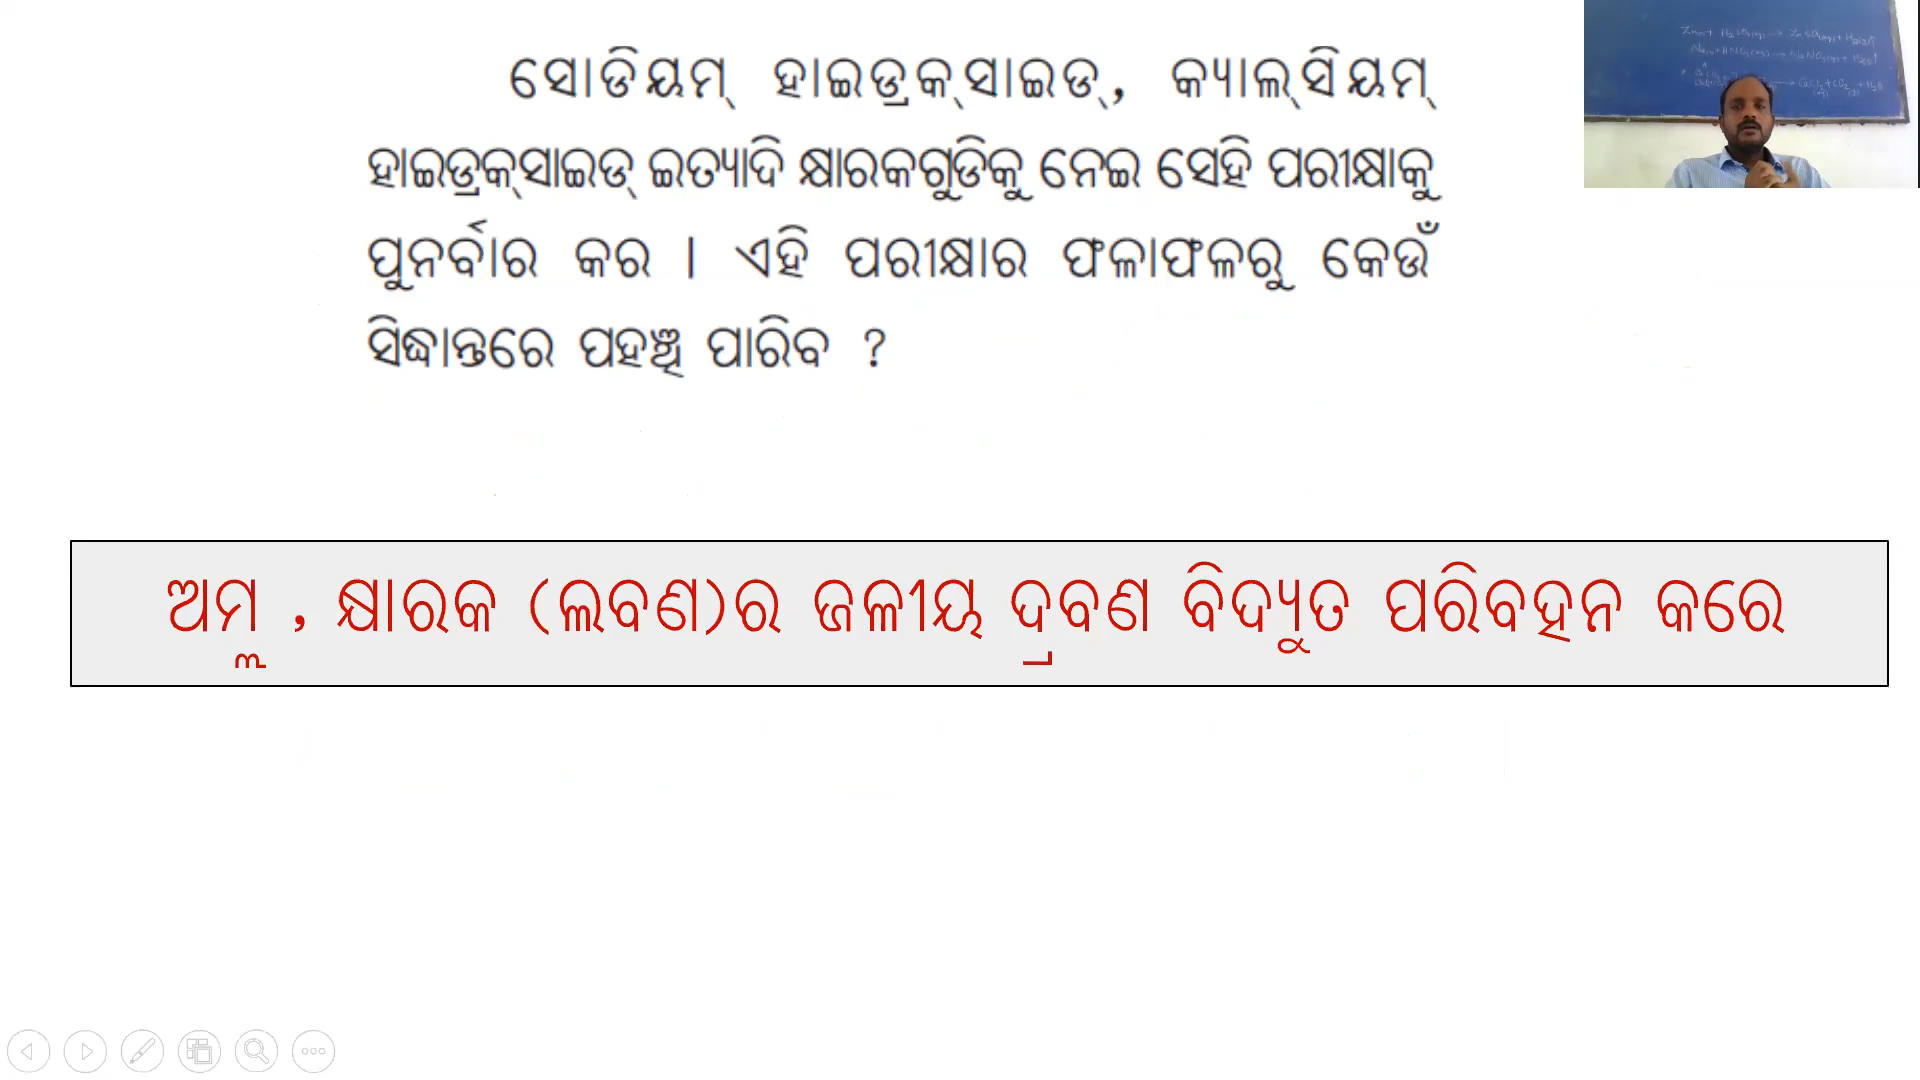 ସୋଡିୟମ୍ ହାଇଡ୍ରକ୍‌ସାଇଡ୍, କ୍ୟାଲ୍‌ସିୟମ୍
ହାଇଡ୍ରକ୍‌ସାଇଡ୍ ଇତ୍ୟାଦି କ୍ଷାରକଗୁଡିକୁ ନେଇ ସେହି ପରୀକ୍ଷାକୁ
ପୁନର୍ବାର କର । ଏହି ପରୀକ୍ଷାର ଫଳାଫଳରୁ କେଉଁ
ସିଦ୍ଧାନ୍ତରେ ପହଞ୍ଚି ପାରିବ ?
ଅମ୍ଳ , କ୍ଷାରକ (ଲବଣ)ର ଜଳୀୟ ଦ୍ରବଣ ବିଦ୍ୟୁତ ପରିବହନ କରେ